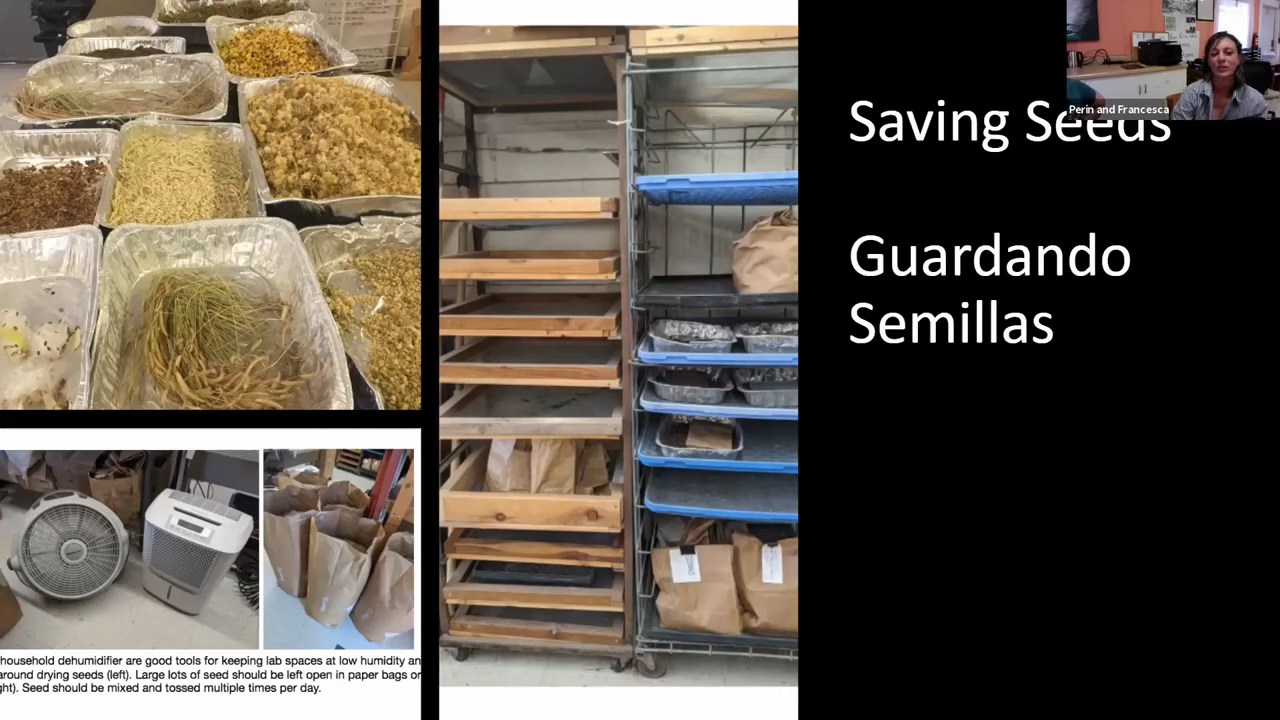 Saving Seeds
Perin and Francesca
Guardando
Semillas
household dehumidifier are good tools for keeping lab spaces at low humidity an
around drying seeds (left). Large lots of seed should be left open in paper bags or
ght). Seed should be mixed and tossed multiple times per day.